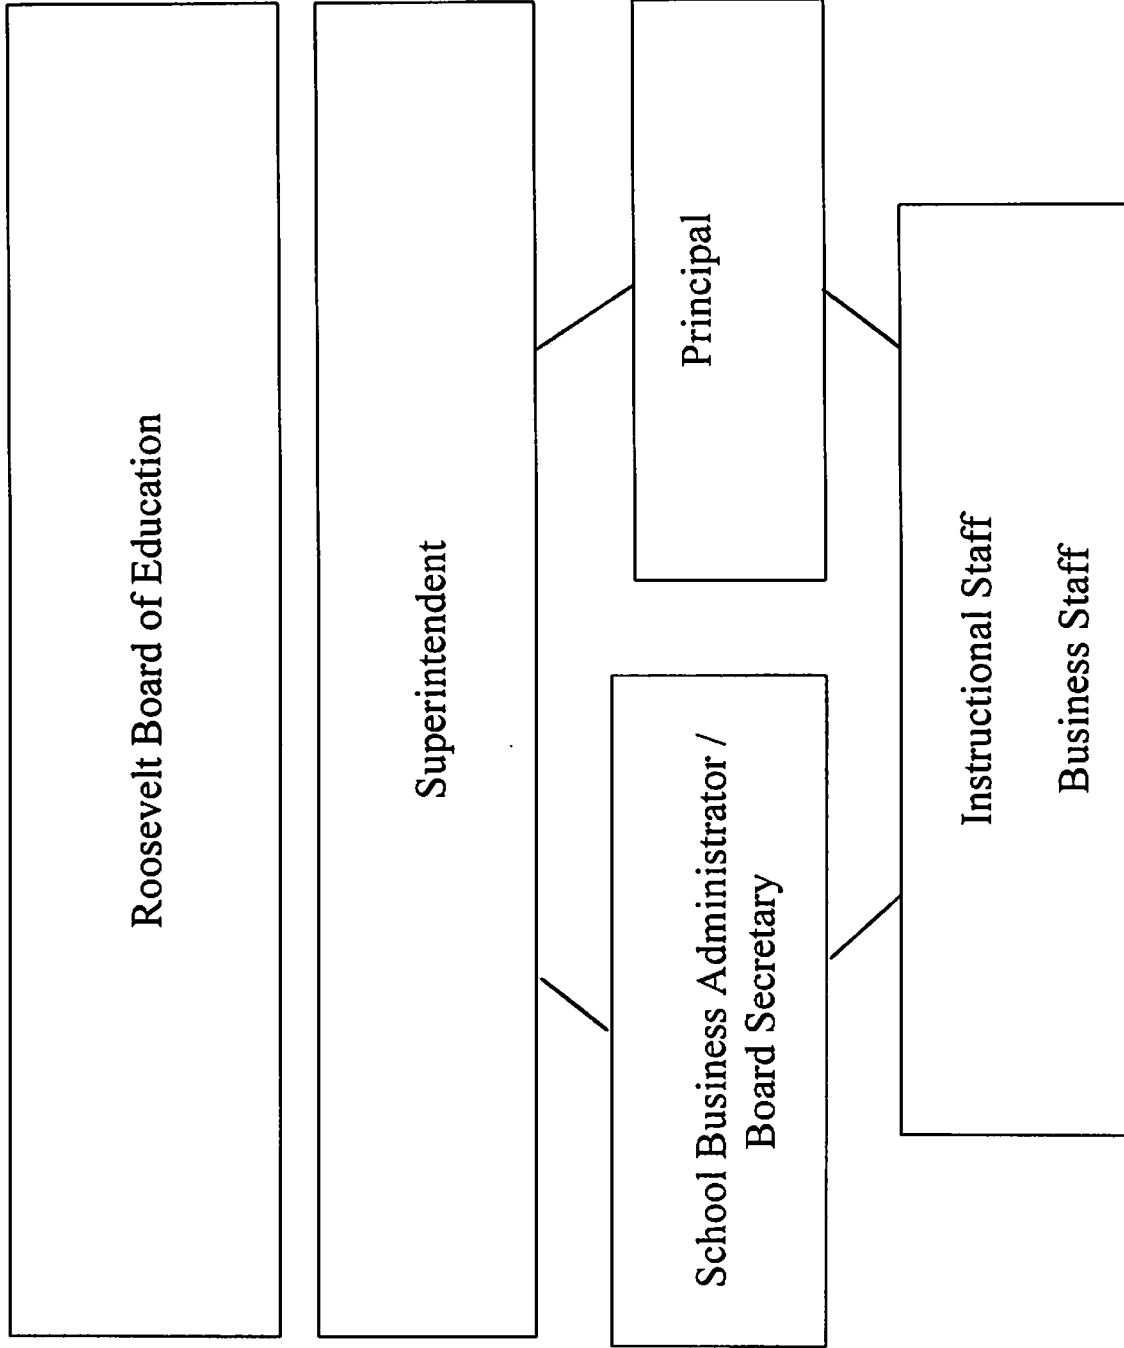 Roosevelt Board of Education
Superintendent
School Business Administrator /
Board Secretary
Principal
Instructional Staff
Business Staff